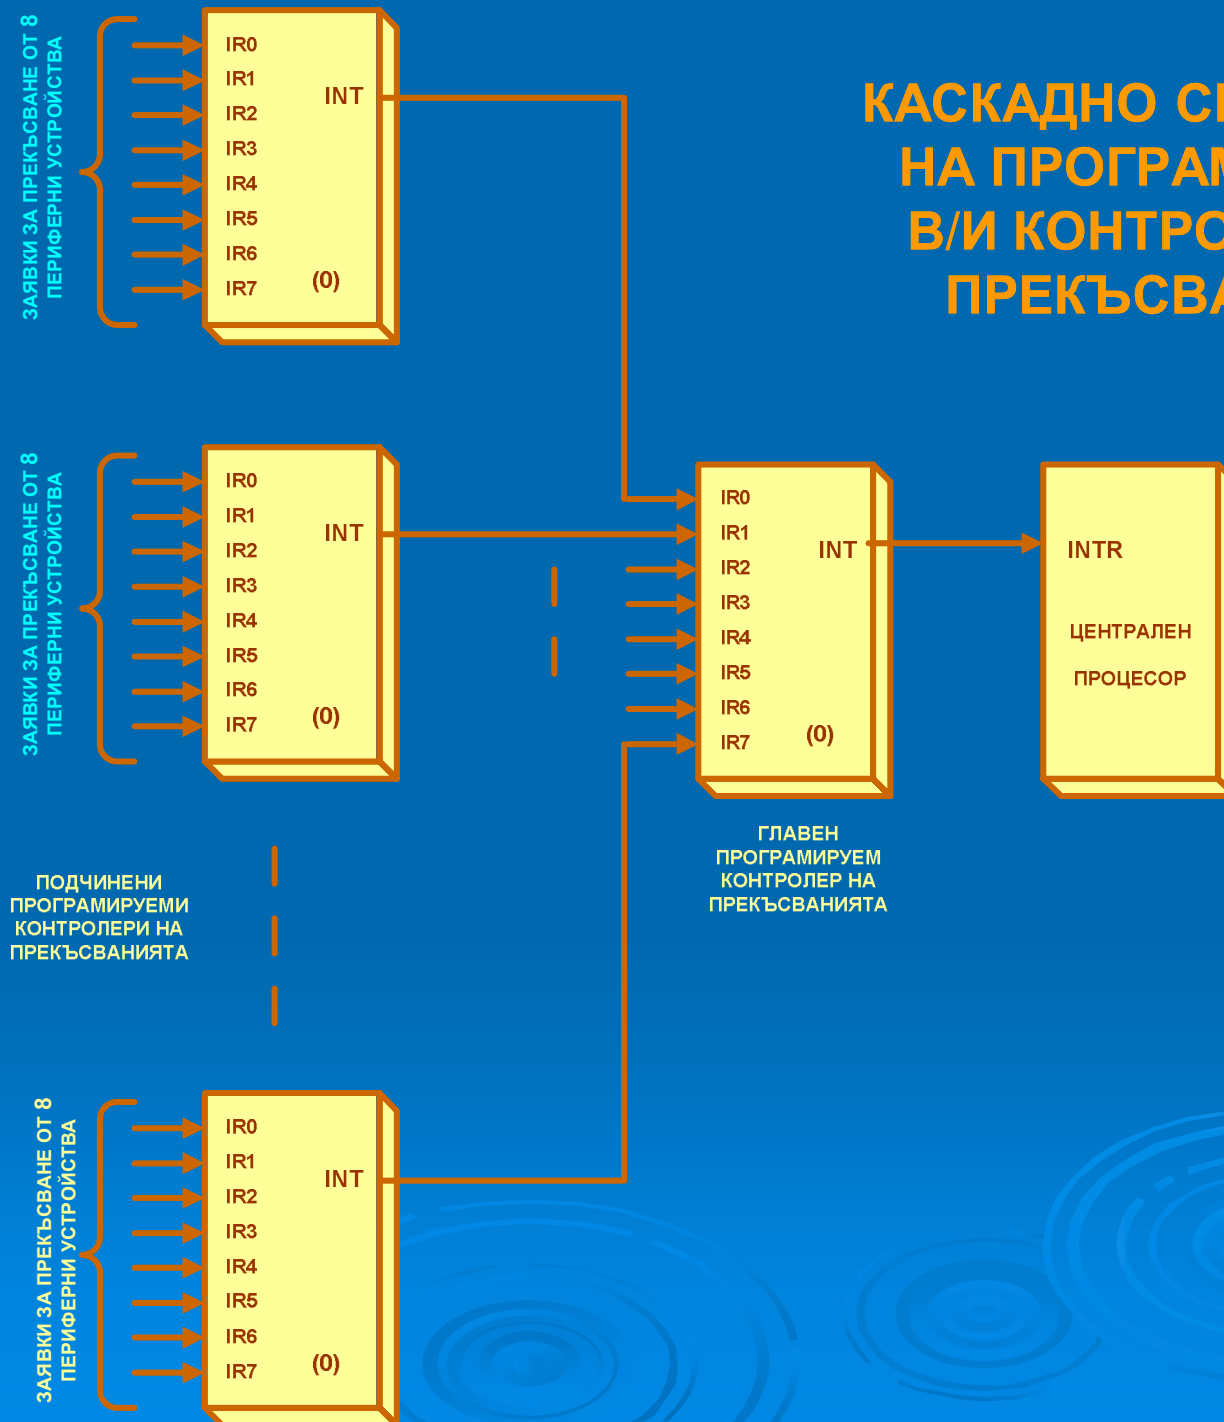 КАСКАДНО
НА
В/И
ЗАЯВКИ ЗА ПРЕКЪСВАНЕ ОТ 8
ПЕРИФЕРНИ УСТРОЙСТВА
IR0
IR1
IR2
IR3
IR4
IR5
IR6
IR7
INT
(0)
ЗАЯВКИ ЗА ПРЕКЪСВАНЕ ОТ 8
ПЕРИФЕРНИ УСТРОЙСТВА
IR0
IR1
IR2
IR3
IR4
IR5
IR6
IR7
INT
(0)
IR0
IR1
IR2
IR3
IR4
IR5
IR6
IR7
INT
(0)
INTR
ЦЕНТРАЛЕН
ПРОЦЕСОР
ГЛАВЕН
ПРОГРАМИРУЕМ
КОНТРОЛЕР НА
ПРЕКЪСВАНИЯТА
ПОДЧИНЕНИ
ПРОГРАМИРУЕМИ
КОНТРОЛЕРИ НА
ПРЕКЪСВАНИЯТА
ЗАЯВКИ ЗА ПРЕКЪСВАНЕ ОТ 8
ПЕРИФЕРНИ УСТРОЙСТВА
IR0
IR1
IR2
IR3
IR4
IR5
IR6
IR7
INT
(0)